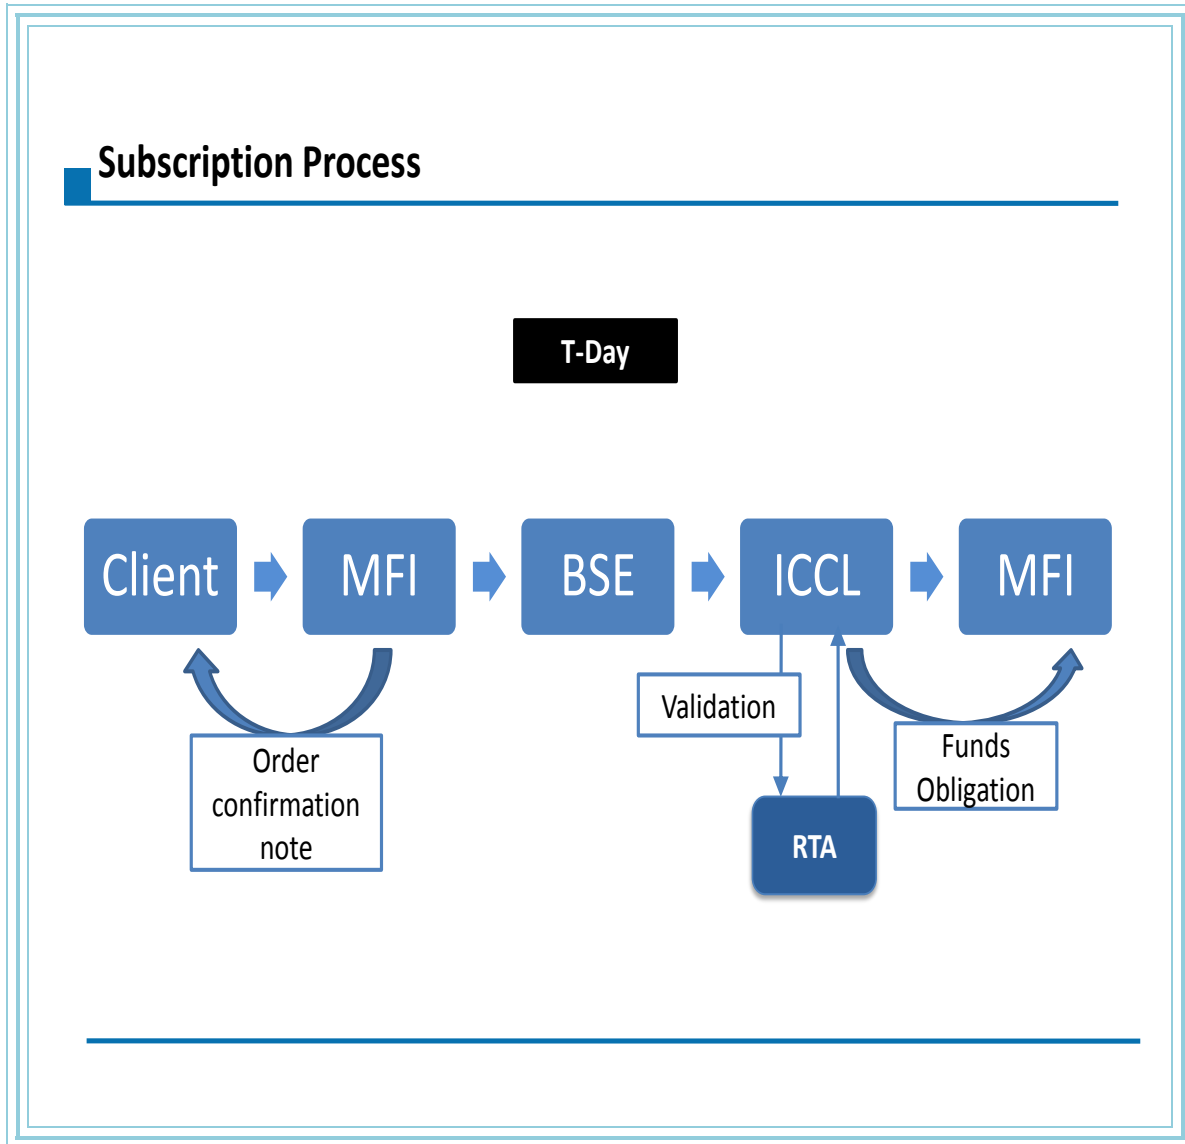 Subscription Process
T-Day
Client
MFI
BSE
ICCL
MFI
Validation
Order
confirmation
note
Funds
Obligation
RTA